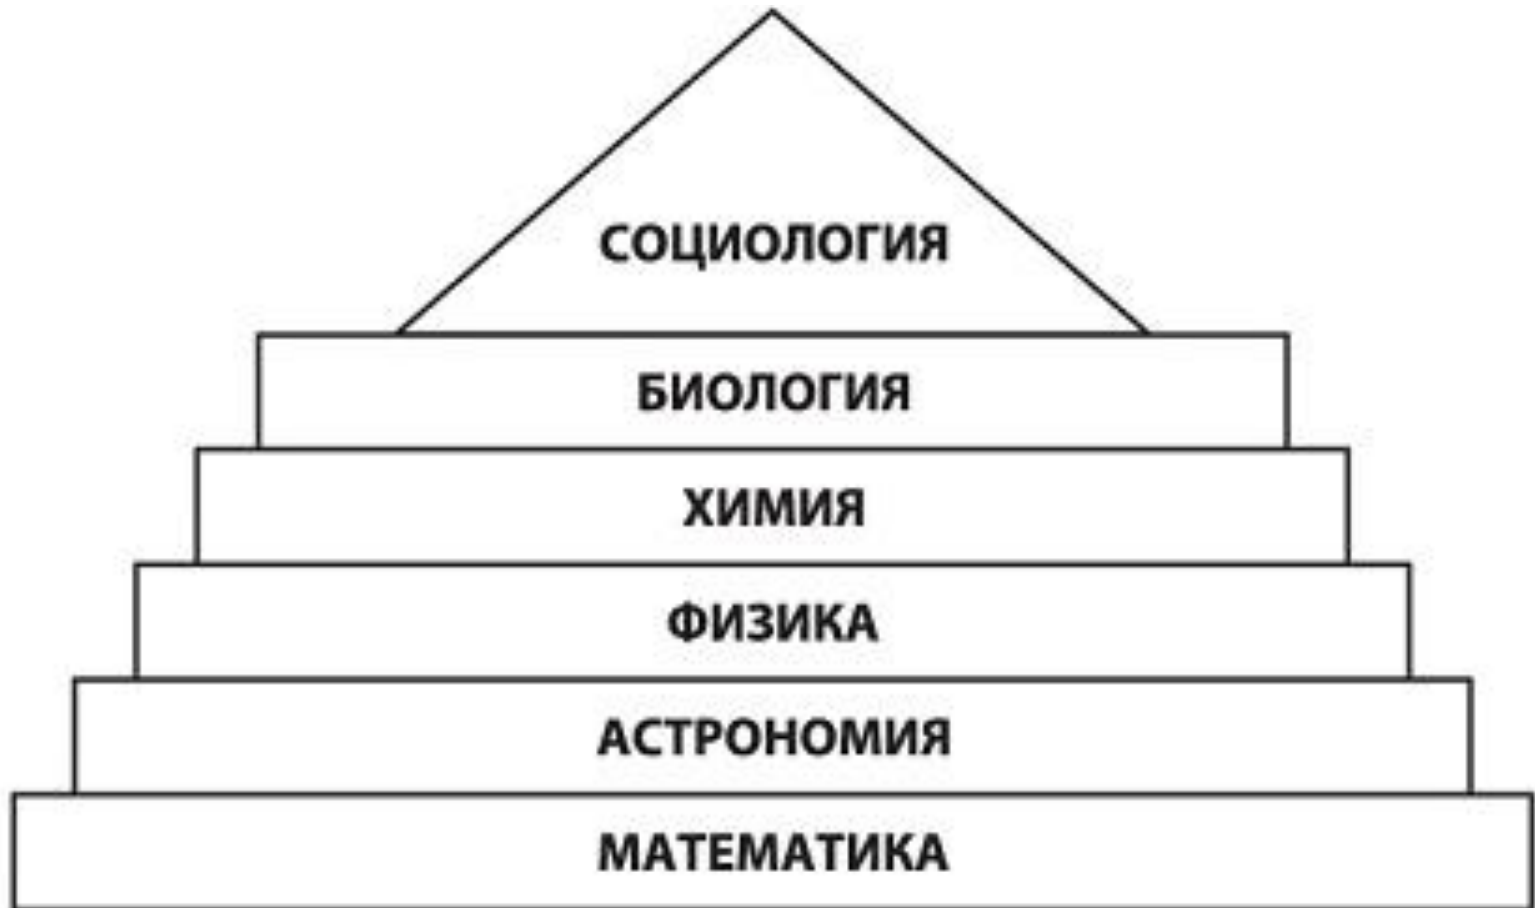 СОЦИОЛОГИЯ
БИОЛОГИЯ
ХИМИЯ
ФИЗИКА
АСТРОНОМИЯ
МАТЕМАТИКА